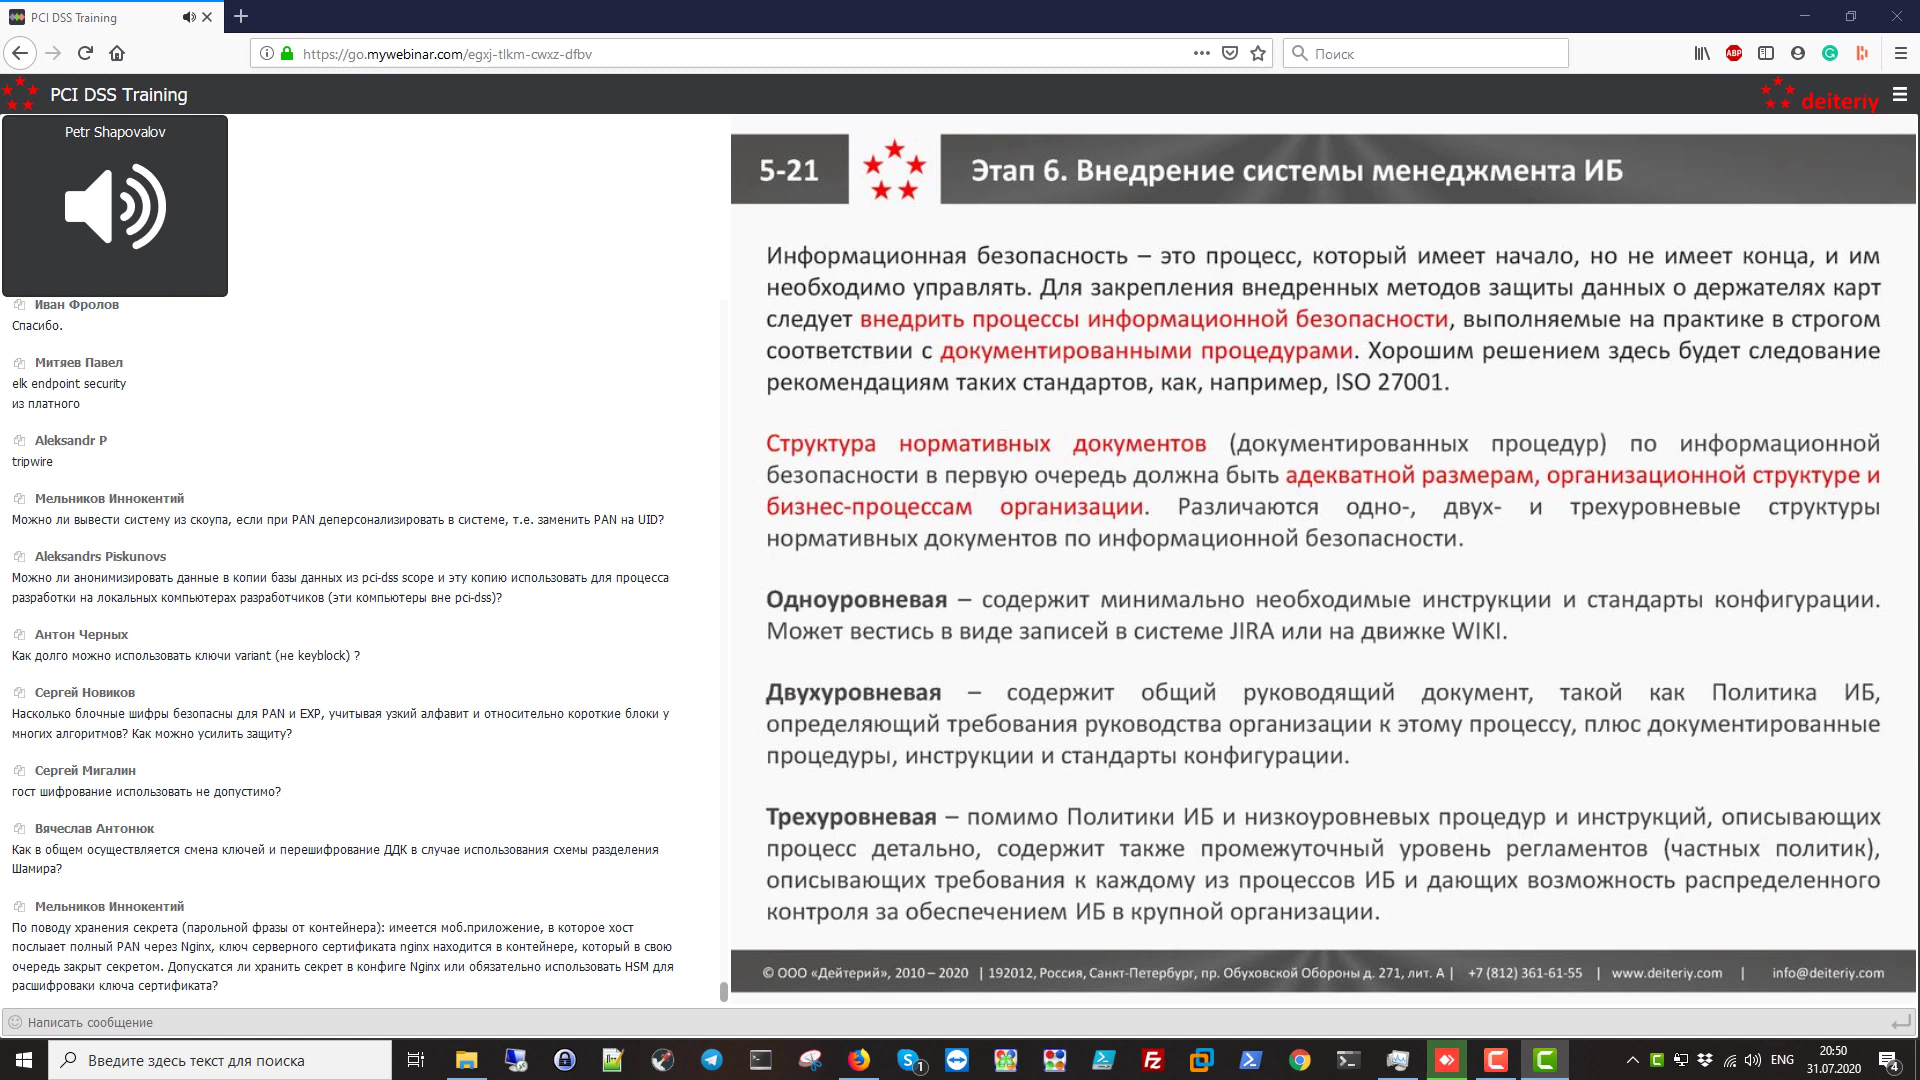 PCI DSS Training
https://go.mywebinar.com/egxj-tlkm-cwxz-dfbv
Поиск
ABP
PCI DSS Training
deiteriy
Petr Shapovalov
Иван Фролов
Спасибо.
Митяев Павел
elk endpoint security
из платного
Aleksandr P
tripwire
Мельников Иннокентий
Можно ли вывести систему из скоупа, если при PAN деперсонализировать в системе, т.е. заменить PAN на UID?
Aleksandrs Piskunovs
Можно ли анонимизировать данные в копии базы данных из pci-dss scope и эту копию использовать для процесса
разработки на локальных компьютерах разработчиков (эти компьютеры вне pci-dss)?
Антон Черных
Как долго можно использовать ключи variant (не keyblock) ?
Сергей Новиков
Насколько блочные шифры безопасны для PAN и EXP, учитывая узкий алфавит и относительно короткие блоки у
многих алгоритмов? Как можно усилить защиту?
Сергей Мигалин
гост шифрование использовать не допустимо?
Вячеслав Антонюк
Как в общем осуществляется смена ключей и перешифрование ДДК в случае использования схемы разделения
Шамира?
Мельников Иннокентий
По поводу хранения секрета (парольной фразы от контейнера): имеется моб.приложение, в которое хост
послыает полный PAN через Nginx, ключ серверного сертификата nginx находится в контейнере, который в свою
очередь закрыт секретом. Допускатся ли хранить секрет в конфиге Nginx или обязательно использовать HSM для
расшифроваки ключа сертификата?
Написать сообщение
5-21
Этап 6. Внедрение системы менеджмента ИБ
Информационная безопасность – это процесс, который имеет начало, но не имеет конца, и им
необходимо управлять. Для закрепления внедренных методов защиты данных о держателях карт
следует внедрить процессы информационной безопасности, выполняемые на практике в строгом
соответствии с документированными процедурами. Хорошим решением здесь будет следование
рекомендациям таких стандартов, как, например, ISO 27001.
Структура нормативных документов (документированных процедур) по информационной
безопасности в первую очередь должна быть адекватной размерам, организационной структуре и
бизнес-процессам организации. Различаются одно-, двух- и трехуровневые структуры
нормативных документов по информационной безопасности.
Одноуровневая – содержит минимально необходимые инструкции и стандарты конфигурации.
Может вестись в виде записей в системе JIRA или на движке WIKI.
Двухуровневая – содержит общий руководящий документ, такой как Политика ИБ,
определяющий требования руководства организации к этому процессу, плюс документированные
процедуры, инструкции и стандарты конфигурации.
Трехуровневая – помимо Политики ИБ и низкоуровневых процедур и инструкций, описывающих
процесс детально, содержит также промежуточный уровень регламентов (частных политик),
описывающих требования к каждому из процессов ИБ и дающих возможность распределенного
контроля за обеспечением ИБ в крупной организации.
© ООО «Дейтерий», 2010 – 2020 | 192012, Россия, Санкт-Петербург, пр. Обуховской Обороны д. 271, лит. А | +7 (812) 361-61-55 | www.deiteriy.com | info@deiteriy.com
Введите здесь текст для поиска
1
ENG
20:50
31.07.2020
4